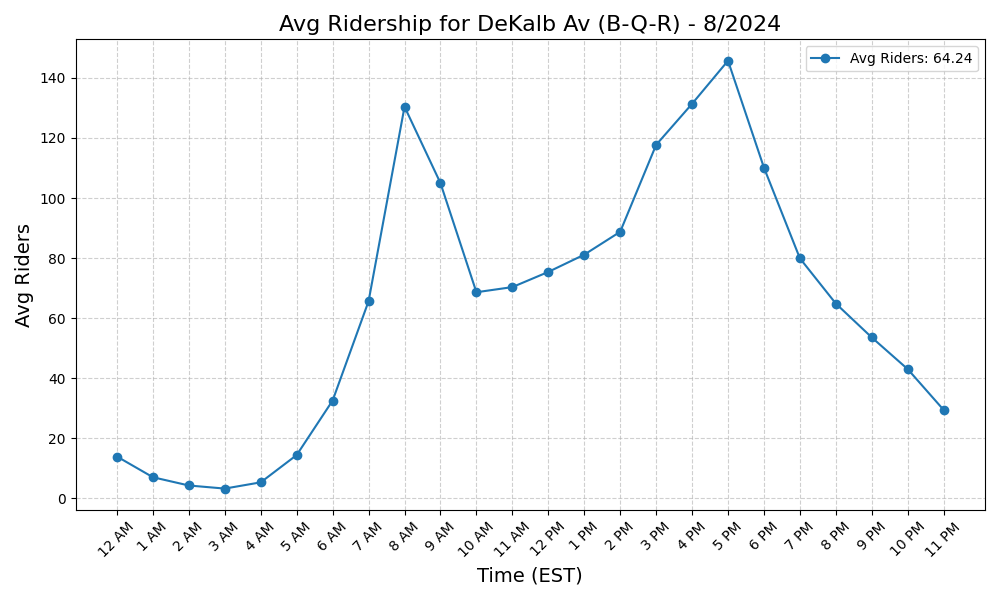 Avg Ridership for DeKalb Av (B-Q-R) - 8/2024
Avg Riders: 64.24
Avg Riders
140
120
100
80
60
40
20
0
12 AM
1 AM
2 AM
3 AM
4 AM
5 AM
6 AM
7 AM
8 AM
9 AM
10 AM
11 AM
12 PM
1 PM
2 PM
3 PM
4 PM
5 PM
6 PM
7 PM
8 PM
9 PM
10 PM
11 PM
Time (EST)